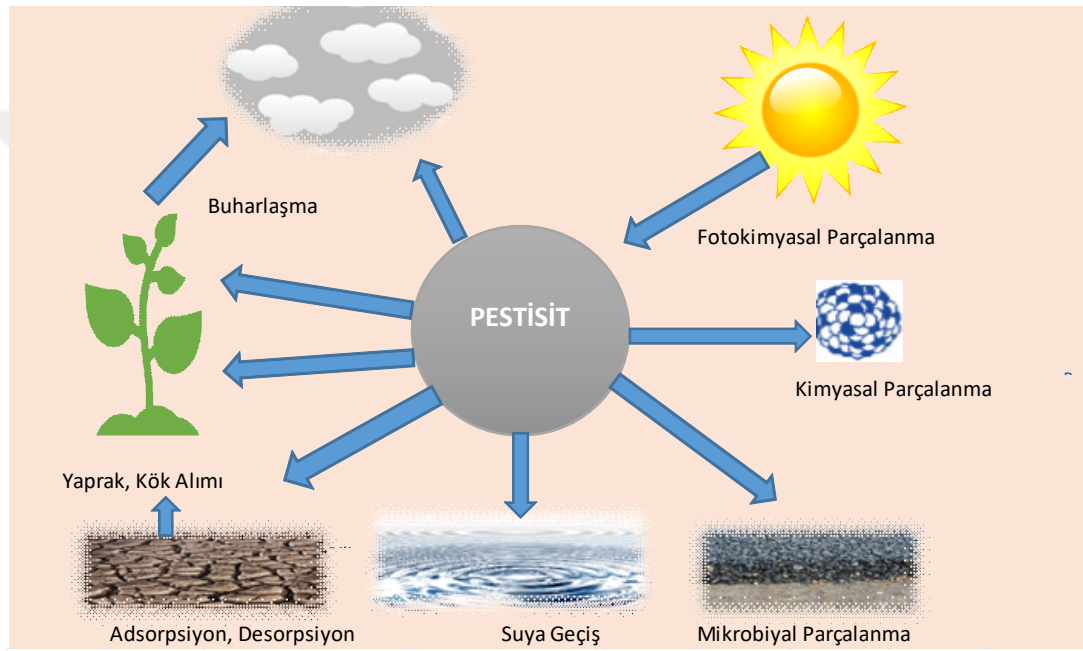 Buharlaşma
Fotokimyasal Parçalanma
PESTİSİT
Kimyasal Parçalanma
Yaprak, Kök Alımı
Adsorpsiyon, Desorpsiyon
Suya Geçiş
Mikrobiyal Parçalanma